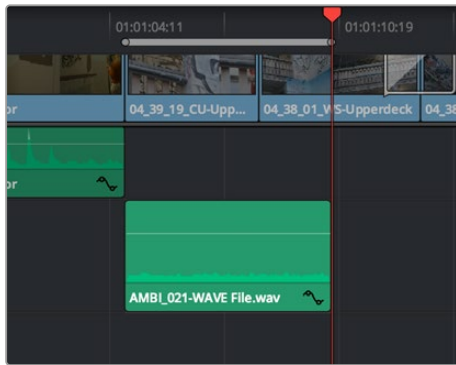 01:01:04:11
01:01:10:19
or
04_39_19_CU-Upp...
04_38_01_WS-Upperdeck
04_38
or
AMBI_021-WAVE File.wav